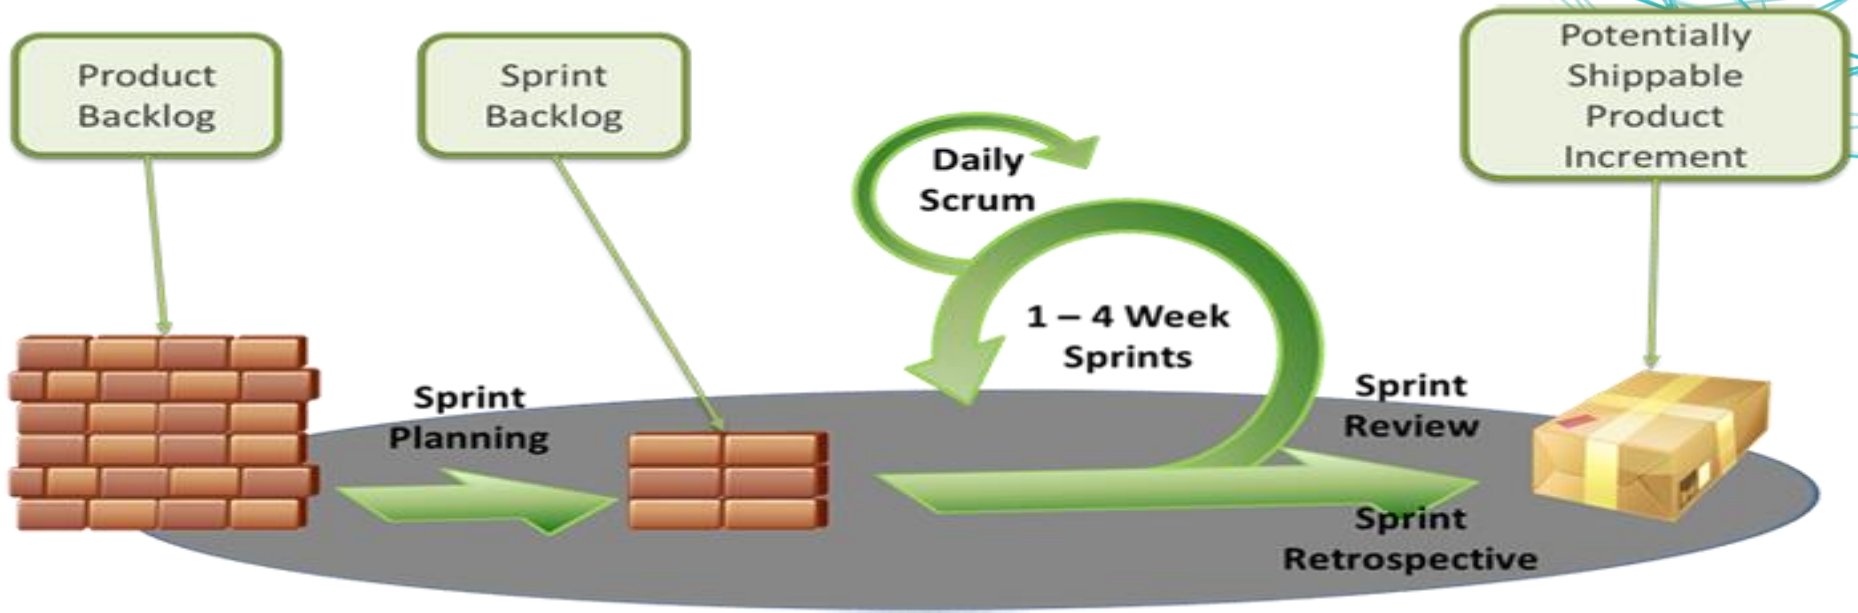 Product
Backlog
Sprint
Backlog
Potentially
Shippable
Product
Increment
Daily
Scrum
1 – 4 Week
Sprints
Sprint
Planning
Sprint
Review
Sprint
Retrospective